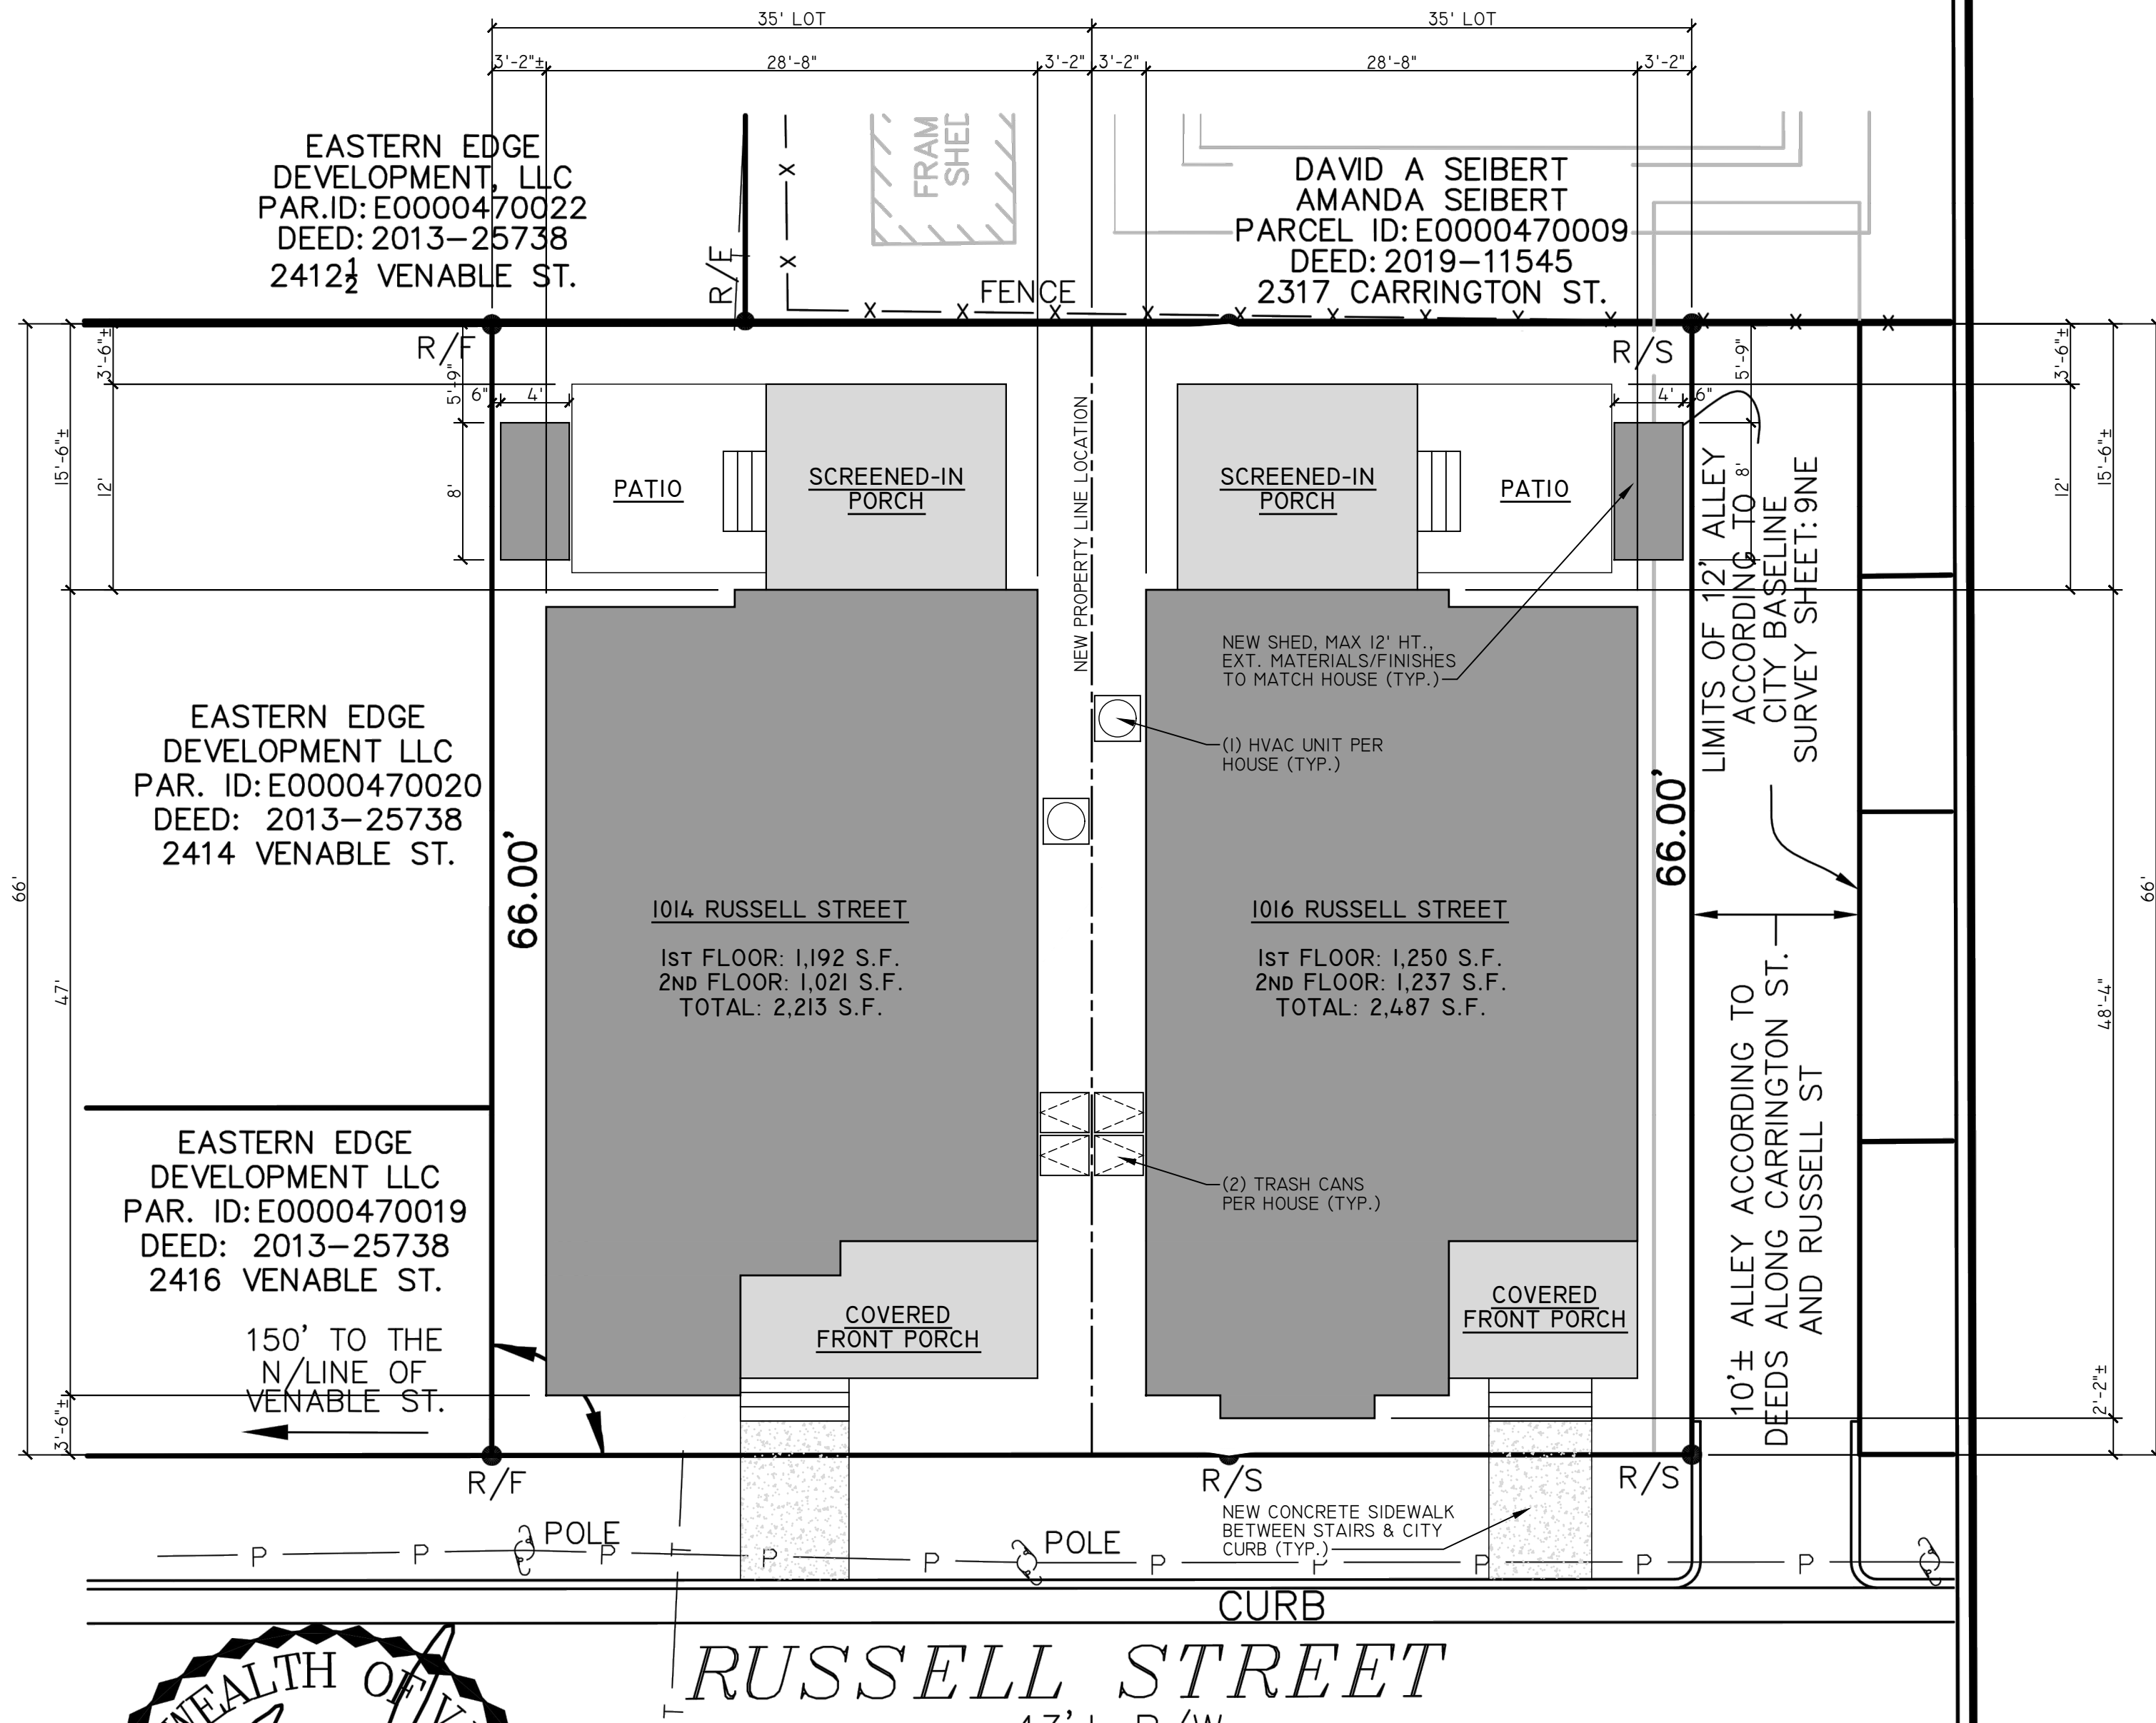 35' LOT
35' LOT
3'-2"±
28'-8"
3'-2"
3'-2"
28'-8"
3'-2"
EASTERN EDGE
DEVELOPMENT, LLC
PAR.ID: E0000470022
DEED: 2013-25738
2412½ VENABLE ST.
R/E
FRAM
SHED
FENCE
DAVID A SEIBERT
AMANDA SEIBERT
PARCEL ID: E0000470009
DEED: 2019-11545
2317 CARRINGTON ST.
X
X
X X X X X X X X X X X X
R/F
R/S
3'-6"±
5'-9"
6"
4'
4'
6"
5'-9"
3'-6"±
15'-6"±
12'
8'
8'
12'
15'-6"±
PATIO
SCREENED-IN
PORCH
NEW PROPERTY LINE LOCATION
SCREENED-IN
PORCH
PATIO
LIMITS OF 12' ALLEY
ACCORDING TO
CITY BASELINE
SURVEY SHEET: 9NE
NEW SHED, MAX 12' HT.,
EXT. MATERIALS/FINISHES
TO MATCH HOUSE (TYP.)
(1) HVAC UNIT PER
HOUSE (TYP.)
EASTERN EDGE
DEVELOPMENT LLC
PAR. ID: E0000470020
DEED: 2013-25738
2414 VENABLE ST.
66'
66.00'
66.00'
66'
47'
48'-4"
1014 RUSSELL STREET
1ST FLOOR: 1,192 S.F.
2ND FLOOR: 1,021 S.F.
TOTAL: 2,213 S.F.
1016 RUSSELL STREET
1ST FLOOR: 1,250 S.F.
2ND FLOOR: 1,237 S.F.
TOTAL: 2,487 S.F.
10'± ALLEY ACCORDING TO
DEEDS ALONG CARRINGTON ST.
AND RUSSELL ST
(2) TRASH CANS
PER HOUSE (TYP.)
EASTERN EDGE
DEVELOPMENT LLC
PAR. ID: E0000470019
DEED: 2013-25738
2416 VENABLE ST.
150' TO THE
N/LINE OF
VENABLE ST.
COVERED
FRONT PORCH
COVERED
FRONT PORCH
3'-6"±
2'-2"±
R/F
R/S
R/S
NEW CONCRETE SIDEWALK
BETWEEN STAIRS & CITY
CURB (TYP.)
POLE
POLE
P P P P P P P P P P
T
T
CURB
RUSSELL STREET
WEALTH OF V